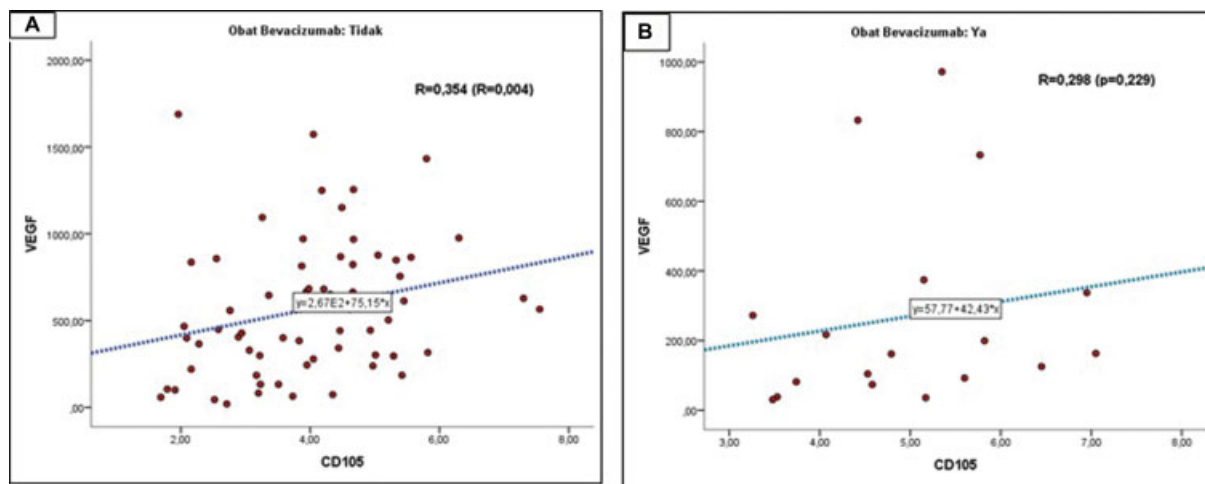 A
Obat Bevacizumab: Tidak
R=0,354 (R=0,004)
2000,00
1500,00
1000,00
500,00
,00
VEGF
y=2,67E2+75,15*x
2,00 4,00 6,00 8,00
CD105
B
Obat Bevacizumab: Ya
R=0,298 (p=0,229)
1000,00
800,00
600,00
400,00
200,00
,00
VEGF
y=57,77+42,43*x
3,00 4,00 5,00 6,00 7,00 8,00
CD105